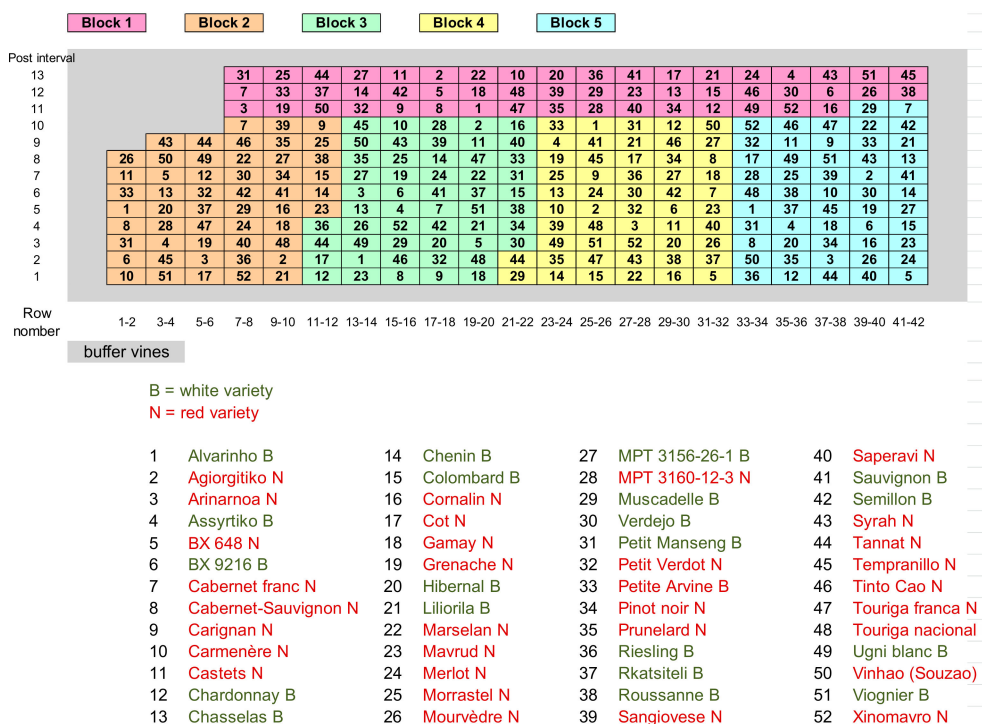 Block 1 Block 2 Block 3 Block 4 Block 5
Post interval
13 31 25 44 27 11 2 22 10 20 36 41 17 21 24 4 43 51 45
12 7 33 37 14 42 5 18 48 39 29 23 13 15 46 30 6 26 38
11 3 19 50 32 9 8 1 47 35 28 40 34 12 49 52 16 29 7
10 7 39 9 45 10 28 2 16 33 1 31 12 50 52 46 47 22 42
9 43 44 46 35 25 50 43 39 11 40 4 41 21 46 27 32 11 9 33 21
8 26 50 49 22 27 38 35 25 14 47 33 19 45 17 34 8 17 49 51 43 13
7 11 5 12 30 34 15 27 19 24 22 31 25 9 36 27 18 28 25 39 2 41
6 33 13 32 42 41 14 3 6 41 37 15 13 24 30 42 7 48 38 10 30 14
5 1 20 37 29 16 23 13 4 7 51 38 10 2 32 6 23 1 37 45 19 27
4 8 28 47 24 18 36 26 52 42 21 34 39 48 3 11 40 31 4 18 6 15
3 31 4 19 40 48 44 49 29 20 5 30 49 51 52 20 26 8 20 34 16 23
2 6 45 3 36 2 17 1 46 32 48 44 35 47 43 38 37 50 35 3 26 24
1 10 51 17 52 21 12 23 8 9 18 29 14 15 22 16 5 36 12 44 40 5
Row
number 1-2 3-4 5-6 7-8 9-10 11-12 13-14 15-16 17-18 19-20 21-22 23-24 25-26 27-28 29-30 31-32 33-34 35-36 37-38 39-40 41-42
buffer vines
B = white variety
N = red variety
1 Alvarinho B 14 Chenin B 27 MPT 3156-26-1 B 40 Saperavi N
2 Agiorgitiko N 15 Colombard B 28 MPT 3160-12-3 N 41 Sauvignon B
3 Arinarnoa N 16 Cornalin N 29 Muscadelle B 42 Semillon B
4 Assyrtiko B 17 Cot N 30 Verdejo B 43 Syrah N
5 BX 648 N 18 Gamay N 31 Petit Manseng B 44 Tannat N
6 BX 9216 B 19 Grenache N 32 Petit Verdot N 45 Tempranillo N
7 Cabernet franc N 20 Hibernal B 33 Petite Arvine B 46 Tinto Cao N
8 Cabernet-Sauvignon N 21 Liliorila B 34 Pinot noir N 47 Touriga franca N
9 Carignan N 22 Marselan N 35 Prunelard N 48 Touriga nacional
10 Carmenère N 23 Mavrud N 36 Riesling B 49 Ugni blanc B
11 Castets N 24 Merlot N 37 Rkatsiteli B 50 Vinhao (Souzao)
12 Chardonnay B 25 Morrastel N 38 Roussanne B 51 Viognier B
13 Chasselas B 26 Mourvèdre N 39 Sangiovese N 52 Xinomavro N